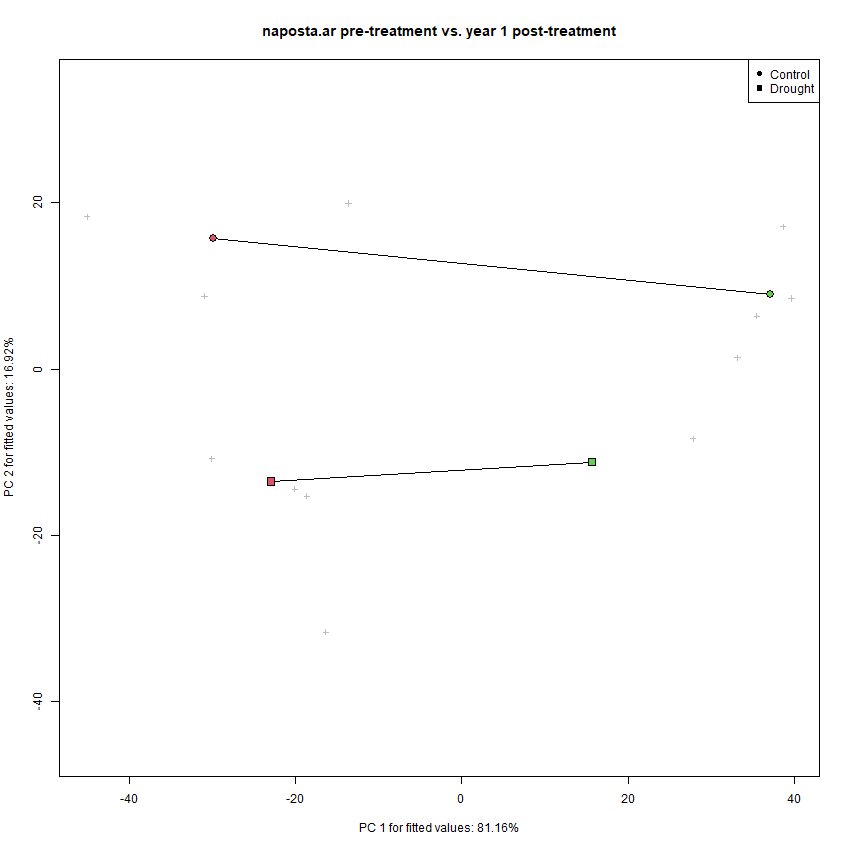 naposta.ar pre-treatment vs. year 1 post-treatment
Control
Drought
20
0
-20
-40
PC 2 for fitted values: 16.92%
-40
-20
0
20
40
PC 1 for fitted values: 81.16%